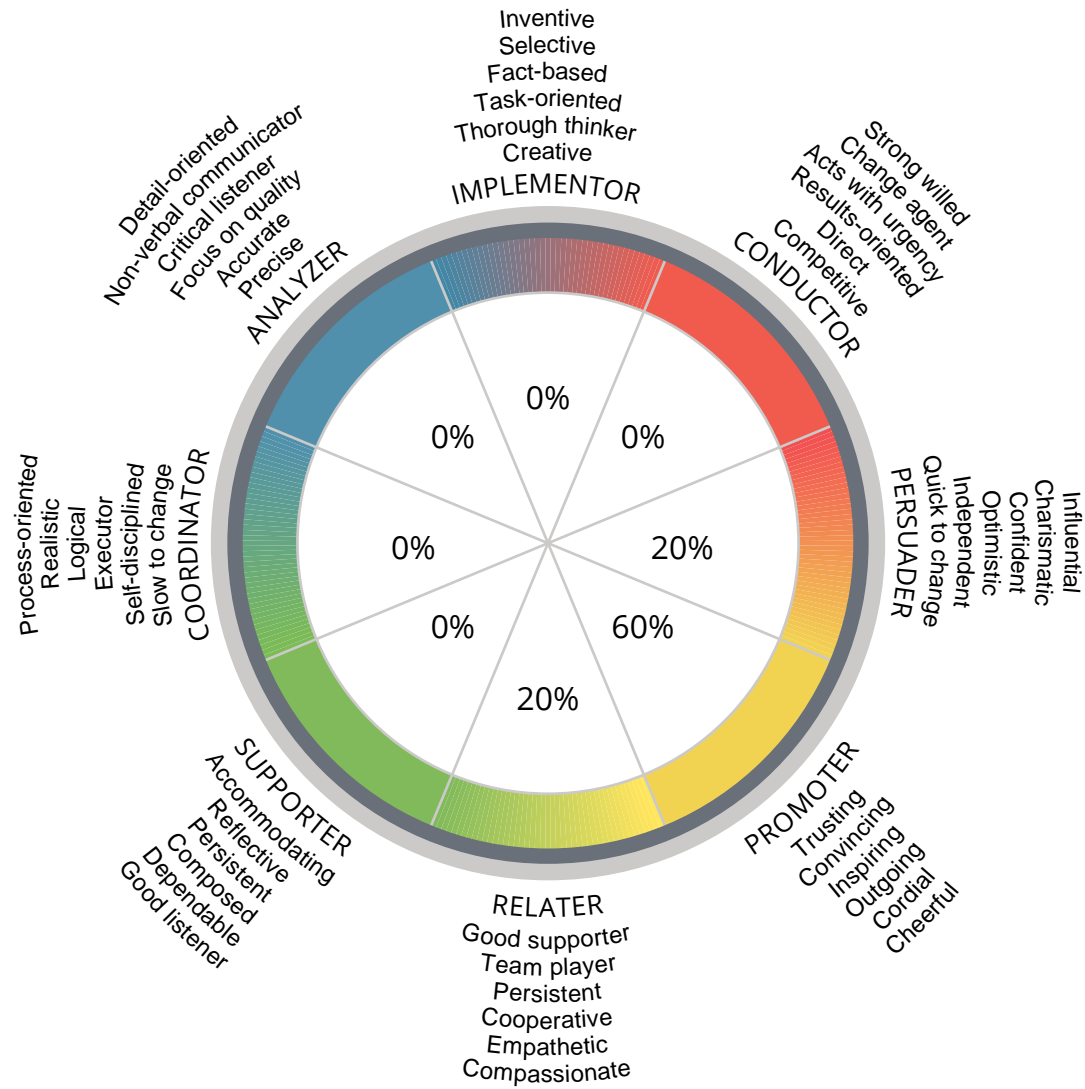 Inventive
Selective
Fact-based
Task-oriented
Thorough thinker
Creative
IMPLEMENTOR
Strong willed
Change agent
Acts with urgency
Results-oriented
Direct
Competitive
CONDUCTOR
Influential
Charismatic
Confident
Optimistic
Independent
Quick to change
PERSUADER
PROMOTER
Trusting
Convincing
Inspiring
Outgoing
Cordial
Cheerful
RELATER
Good supporter
Team player
Persistent
Cooperative
Empathetic
Compassionate
SUPPORTER
Accommodating
Reflective
Persistent
Composed
Dependable
Good listener
Process-oriented
Realistic
Logical
Executor
Self-disciplined
Slow to change
COORDINATOR
Detail-oriented
Non-verbal communicator
Critical listener
Focus on quality
Accurate
Precise
ANALYZER
0%
0%
20%
60%
20%
0%
0%
0%